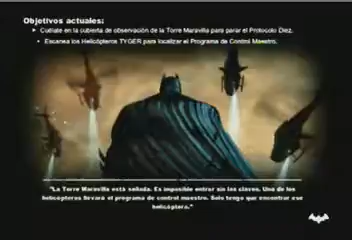 Objetivos actuales:
Cuélate en la cubierta de observación de la Torre Maravilla para parar el Protocolo Diez.
Escanea los Helicópteros TYGER para localizar el Programa de Control Maestro.
"La Torre Maravilla está sellada. Es imposible entrar sin las claves. Uno de los
helicópteros llevará el programa de control maestro. Solo tengo que encontrar ese
helicóptero."